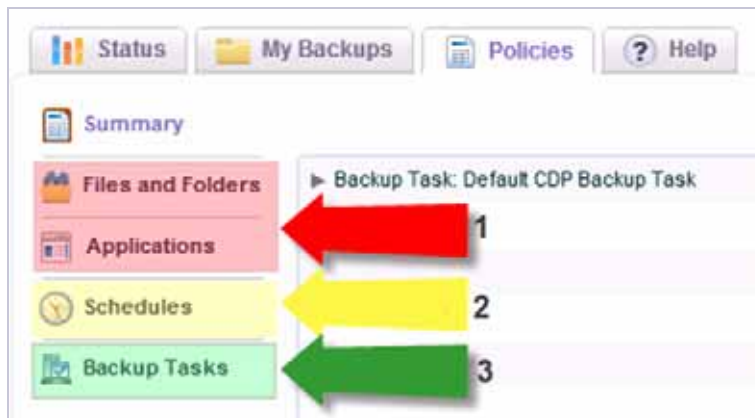 Status My Backups Policies ? Help
Summary
Files and Folders
Backup Task: Default CDP Backup Task
1
Applications
Schedules
2
Backup Tasks
3